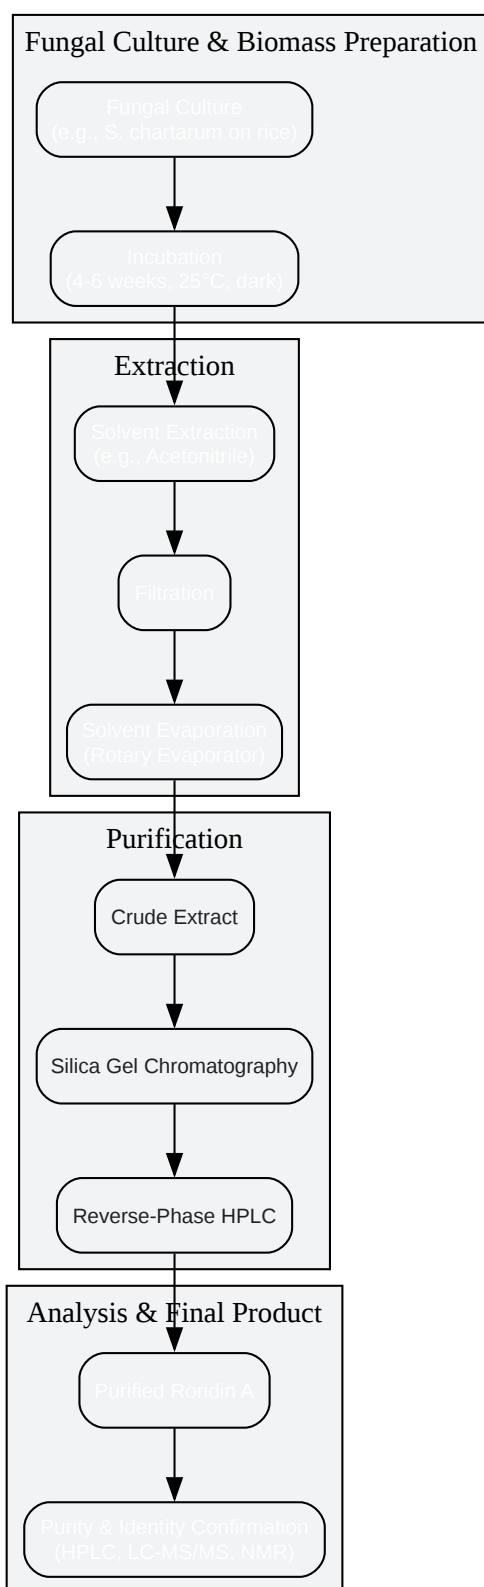 Fungal Culture & Biomass Preparation
Fungal Culture
(e.g., S. chartarum on rice)
Incubation
(4-6 weeks, 25°C, dark)
Extraction
Solvent Extraction
(e.g., Acetonitrile)
Filtration
Solvent Evaporation
(Rotary Evaporator)
Purification
Crude Extract
Silica Gel Chromatography
Reverse-Phase HPLC
Analysis & Final Product
Purified Roridin A
Purity & Identity Confirmation
(HPLC, LC-MS/MS, NMR)